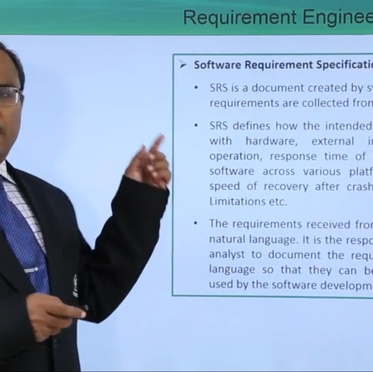 Requirement Enginee
➤ Software Requirement Specificatio
• SRS is a document created by s
requirements are collected from
• SRS defines how the intended
with hardware, external in
operation, response time of
software across various platf
speed of recovery after crash
Limitations etc.
• The requirements received fro
natural language. It is the resp
analyst to document the requ
language so that they can be
used by the software developm